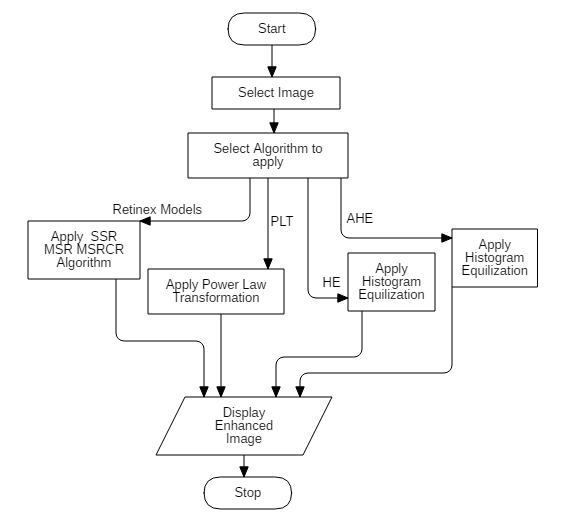 Start
Select Image
Select Algorithm to
apply
Retinex Models
PLT
AHE
HE
Apply SSR
MSR MSRCR
Algorithm
Apply Power Law
Transformation
Apply
Histogram
Equilization
Apply
Histogram
Equilization
Display
Enhanced
Image
Stop